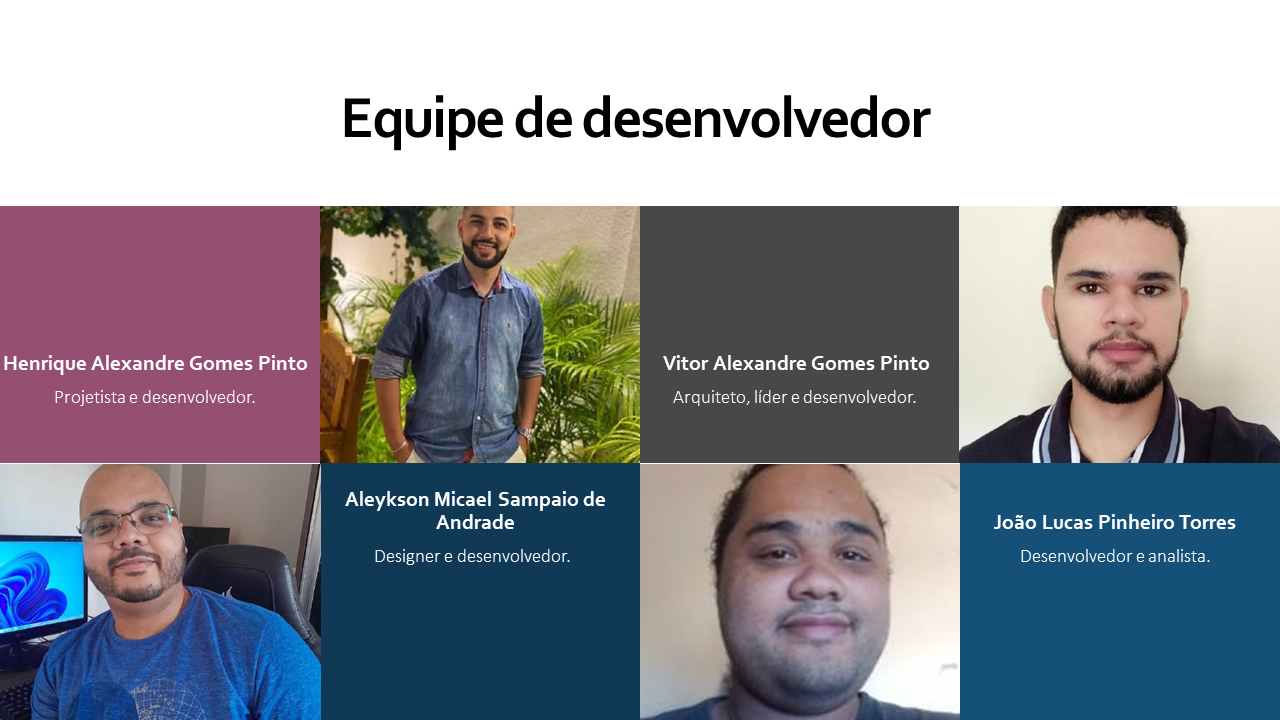 Equipe de desenvolvedor
Henrique Alexandre Gomes Pinto
Projetista e desenvolvedor.
Vitor Alexandre Gomes Pinto
Arquiteto, líder e desenvolvedor.
Aleykson Micael Sampaio de
Andrade
Designer e desenvolvedor.
João Lucas Pinheiro Torres
Desenvolvedor e analista.